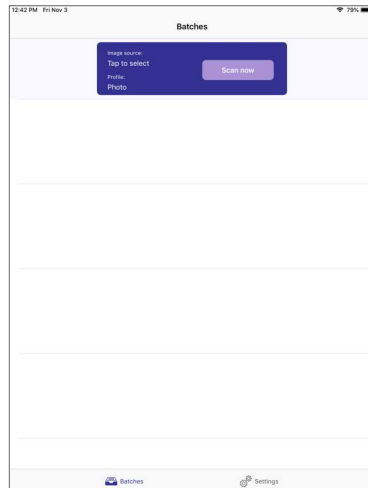 12:42 PM Fri Nov 3 79%
Batches
Image source:
Tap to select
Profile:
Photo
Scan now
Batches Settings